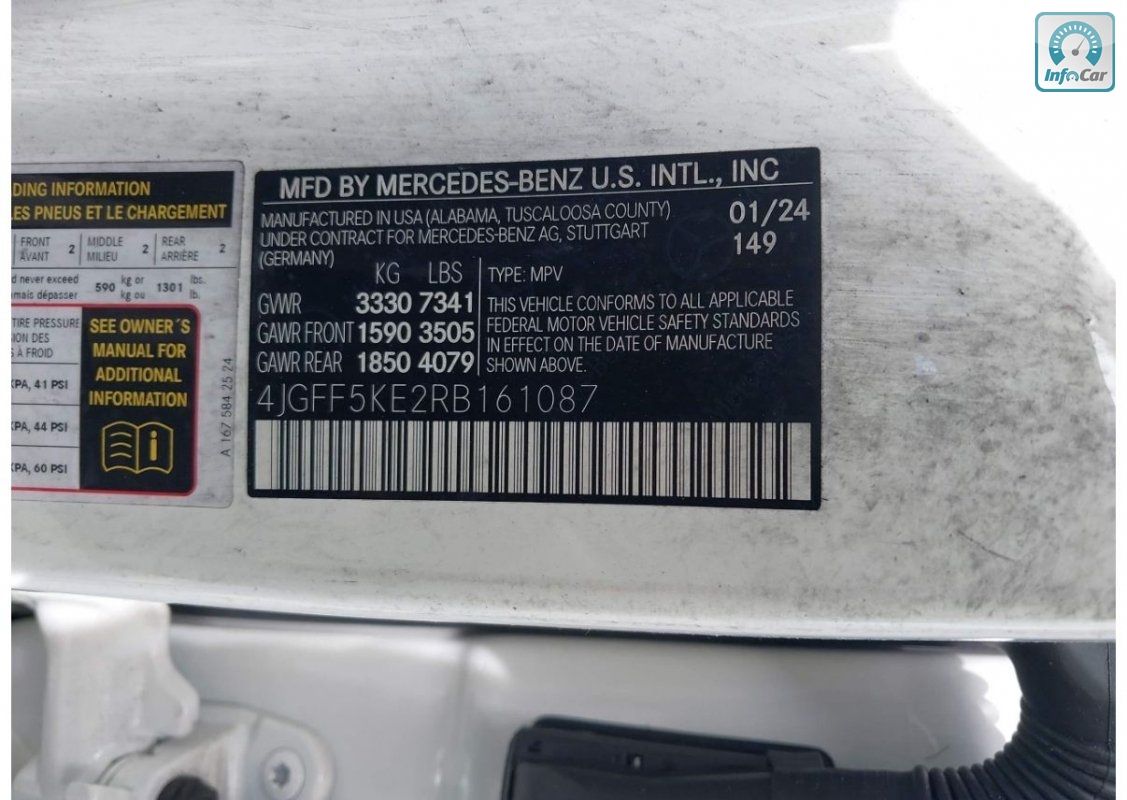 InfoCar
DING INFORMATION
LES PNEUS ET LE CHARGEMENT
FRONT 2 MIDDLE 2 REAR 2
AVANT MILIEU ARRIÈRE
never exceed 590 kg or 1301 lbs.
dépasser kg ou lb.
TIRE PRESSURE
À FROID
KPA, 41 PSI
KPA, 44 PSI
KPA, 60 PSI
SEE OWNER´S
MANUAL FOR
ADDITIONAL
INFORMATION
A 167 584 25 24
MFD BY MERCEDES-BENZ U.S. INTL., INC
MANUFACTURED IN USA (ALABAMA, TUSCALOOSA COUNTY) 01/24
UNDER CONTRACT FOR MERCEDES-BENZ AG, STUTTGART 149
(GERMANY)
KG LBS
GVWR 3330 7341
GAWR FRONT 1590 3505
GAWR REAR 1850 4079
TYPE: MPV
THIS VEHICLE CONFORMS TO ALL APPLICABLE
FEDERAL MOTOR VEHICLE SAFETY STANDARDS
IN EFFECT ON THE DATE OF MANUFACTURE
SHOWN ABOVE.
4JGFF5KE2RB161087